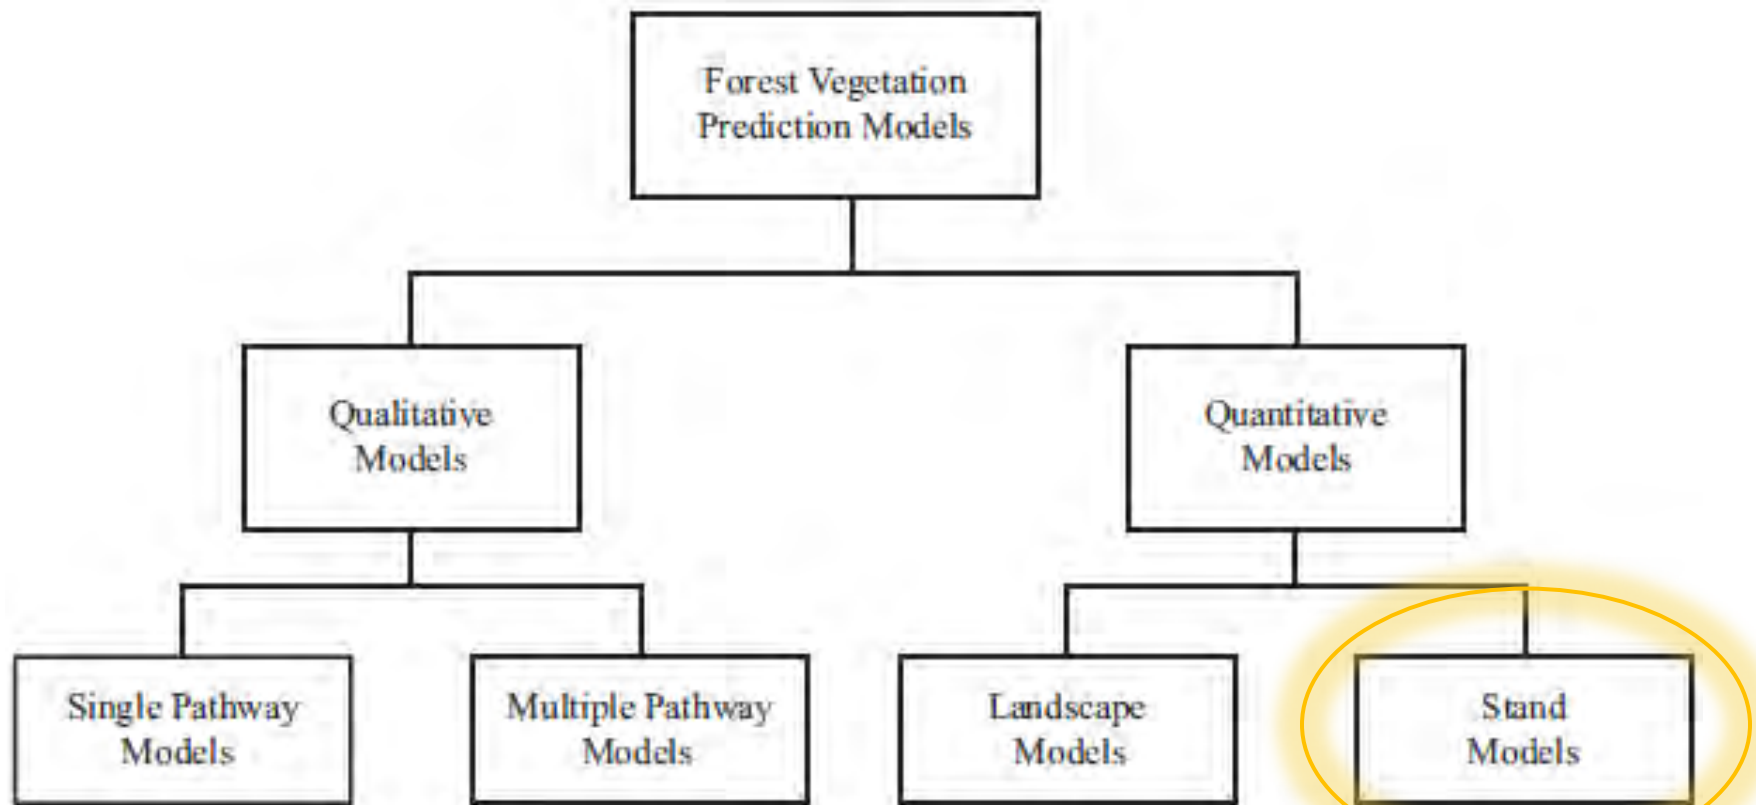 Forest Vegetation
Prediction Models
Qualitative
Models
Quantitative
Models
Single Pathway
Models
Multiple Pathway
Models
Landscape
Models
Stand
Models